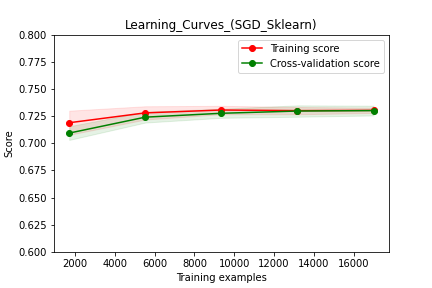 Learning_Curves_(SGD_Sklearn)
Training score
Cross-validation score
Score
0.800
0.775
0.750
0.725
0.700
0.675
0.650
0.625
0.600
2000 4000 6000 8000 10000 12000 14000 16000
Training examples